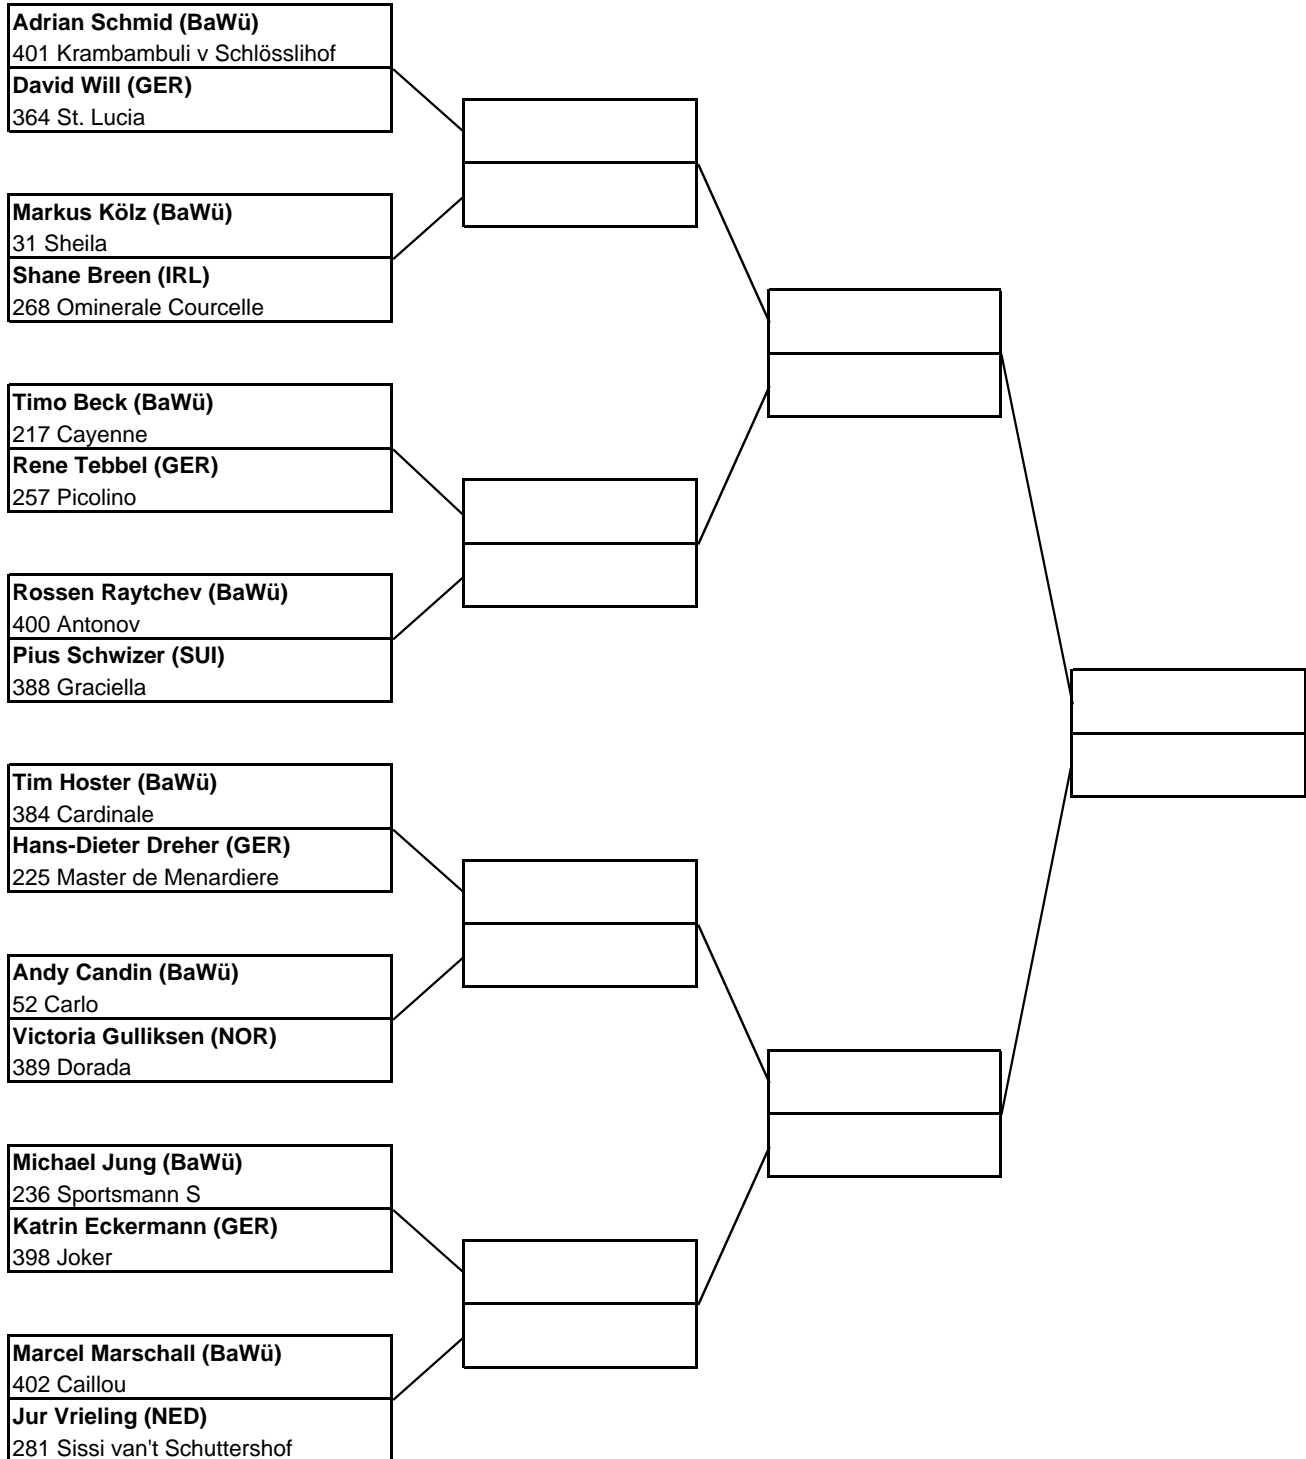 Adrian Schmid (BaWü)
401 Krambambuli v Schlösslihof
David Will (GER)
364 St. Lucia
Markus Kölz (BaWü)
31 Sheila
Shane Breen (IRL)
268 Ominerale Courcelle
Timo Beck (BaWü)
217 Cayenne
Rene Tebbel (GER)
257 Picolino
Rossen Raytchev (BaWü)
400 Antonov
Pius Schwizer (SUI)
388 Graciella
Tim Hoster (BaWü)
384 Cardinale
Hans-Dieter Dreher (GER)
225 Master de Menardiere
Andy Candin (BaWü)
52 Carlo
Victoria Gulliksen (NOR)
389 Dorada
Michael Jung (BaWü)
236 Sportsmann S
Katrin Eckermann (GER)
398 Joker
Marcel Marschall (BaWü)
402 Caillou
Jur Vrieling (NED)
281 Sissi van't Schuttershof